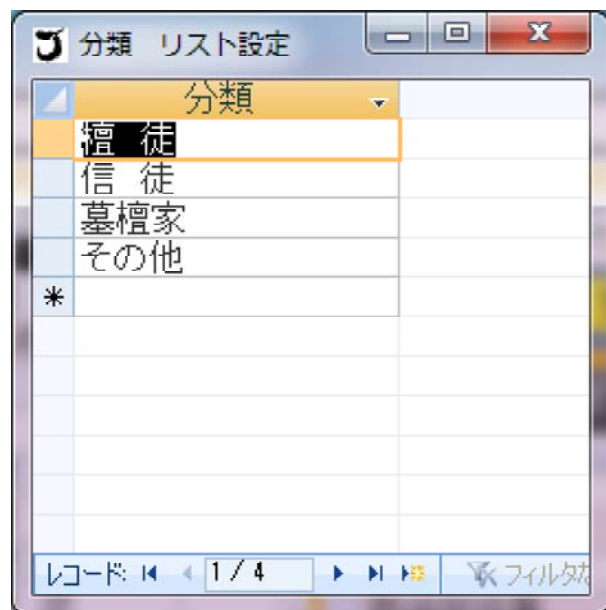 分類 リスト設定
分類
檀 徒
信 徒
墓檀家
その他
レコード: 1 / 4 フィルタな